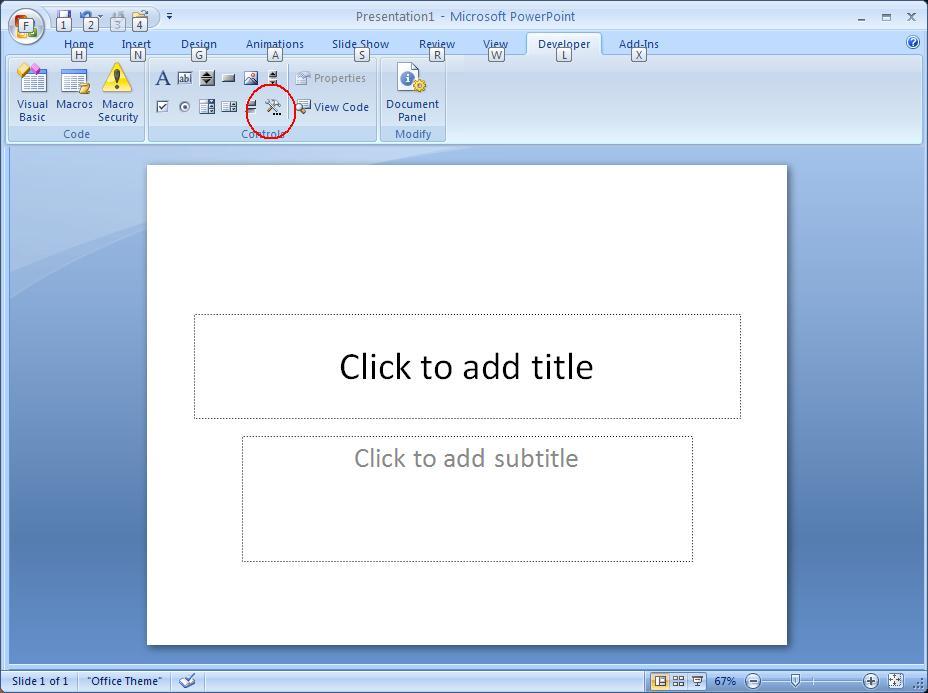 Presentation1 - Microsoft PowerPoint
F
1 2 3 4
Home Insert Design Animations Slide Show Review View Developer Add-Ins
H N G A S R W L X
A ab Properties
Visual Basic Macros Macro Security
View Code
Document Panel
Code Controls Modify
Click to add title
Click to add subtitle
Slide 1 of 1 "Office Theme" 67%